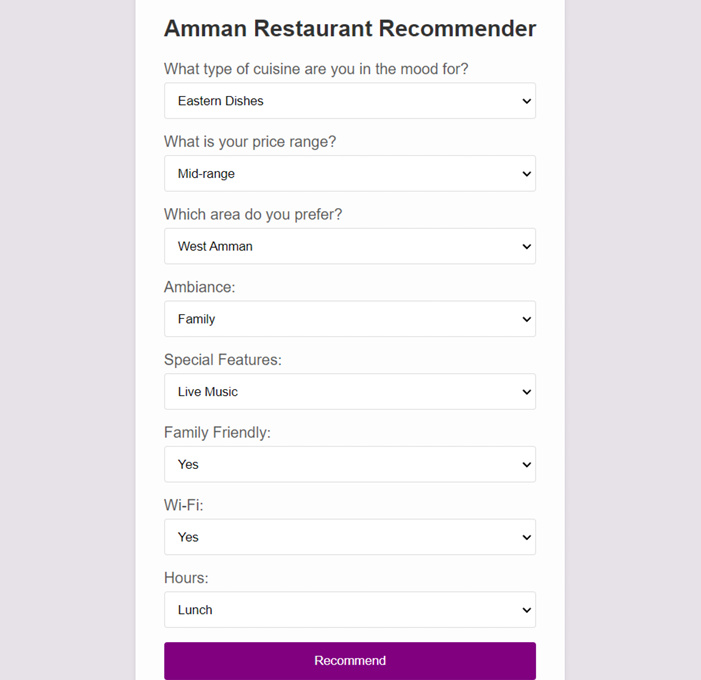 Amman Restaurant Recommender
What type of cuisine are you in the mood for?
Eastern Dishes
What is your price range?
Mid-range
Which area do you prefer?
West Amman
Ambiance:
Family
Special Features:
Live Music
Family Friendly:
Yes
Wi-Fi:
Yes
Hours:
Lunch
Recommend